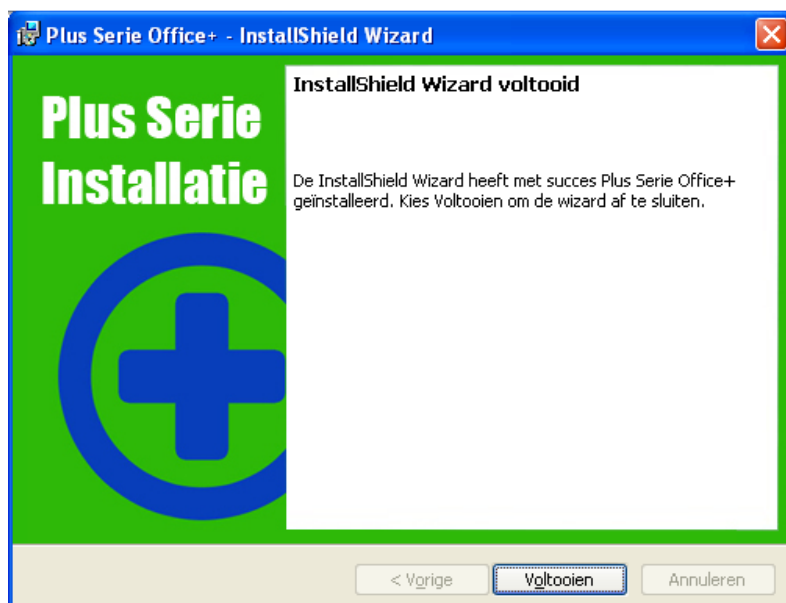 Plus Serie Office+ - InstallShield Wizard
Plus Serie
Installatie
InstallShield Wizard voltooid
De InstallShield Wizard heeft met succes Plus Serie Office+
geïnstalleerd. Kies Voltooien om de wizard af te sluiten.
< Vorige
Voltooien
Annuleren